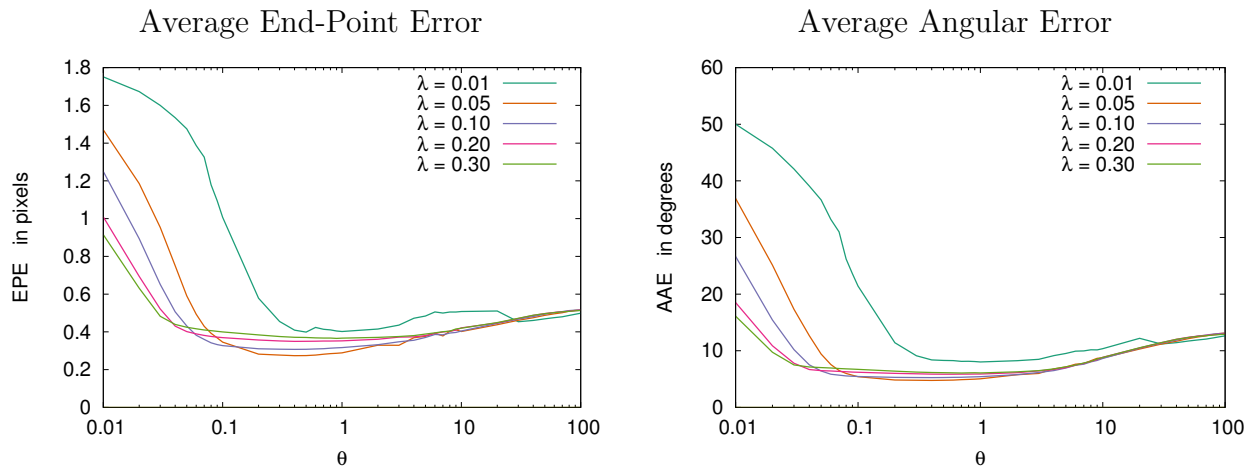 Average End-Point Error
1.8
1.6
1.4
1.2
1
0.8
0.6
0.4
0.2
0
0.01
0.1
1
10
100
EPE in pixels
θ
λ = 0.01
λ = 0.05
λ = 0.10
λ = 0.20
λ = 0.30
Average Angular Error
60
50
40
30
20
10
0
0.01
0.1
1
10
100
AAE in degrees
θ
λ = 0.01
λ = 0.05
λ = 0.10
λ = 0.20
λ = 0.30